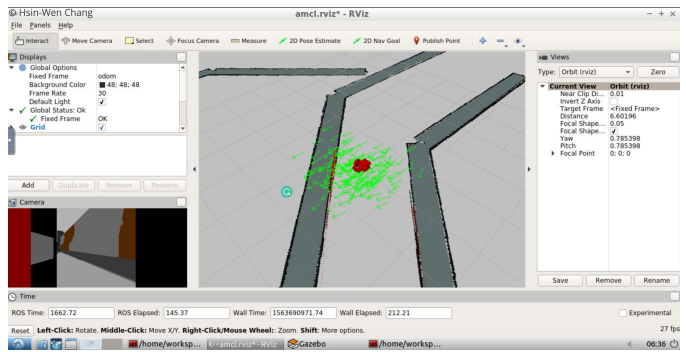 © Hsin-Wen Chang
amcl.rviz* - RViz
File Panels Help
Interact Move Camera Select Focus Camera Measure 2D Pose Estimate 2D Nav Goal Publish Point
Displays
Global Options
Fixed Frame odom
Background Color 48; 48; 48
Frame Rate 30
Default Light
Global Status: Ok
Fixed Frame OK
Grid
Add Duplicate Remove Rename
Camera
Views
Type: Orbit (rviz) Zero
Current View Orbit (rviz)
Near Clip Di... 0.01
Invert Z Axis
Target Frame <Fixed Frame>
Distance 6.60196
Focal Shape... 0.05
Focal Shape...
Yaw 0.785398
Pitch 0.785398
Focal Point 0; 0; 0
Save Remove Rename
Time
ROS Time: 1662.72 ROS Elapsed: 145.37 Wall Time: 1563690971.74 Wall Elapsed: 212.21 Experimental
Reset Left-Click: Rotate. Middle-Click: Move X/Y. Right-Click/Mouse Wheel:: Zoom. Shift: More options. 27 fps
/home/worksp... amcl.rviz* - RViz Gazebo /home/worksp... 06:36